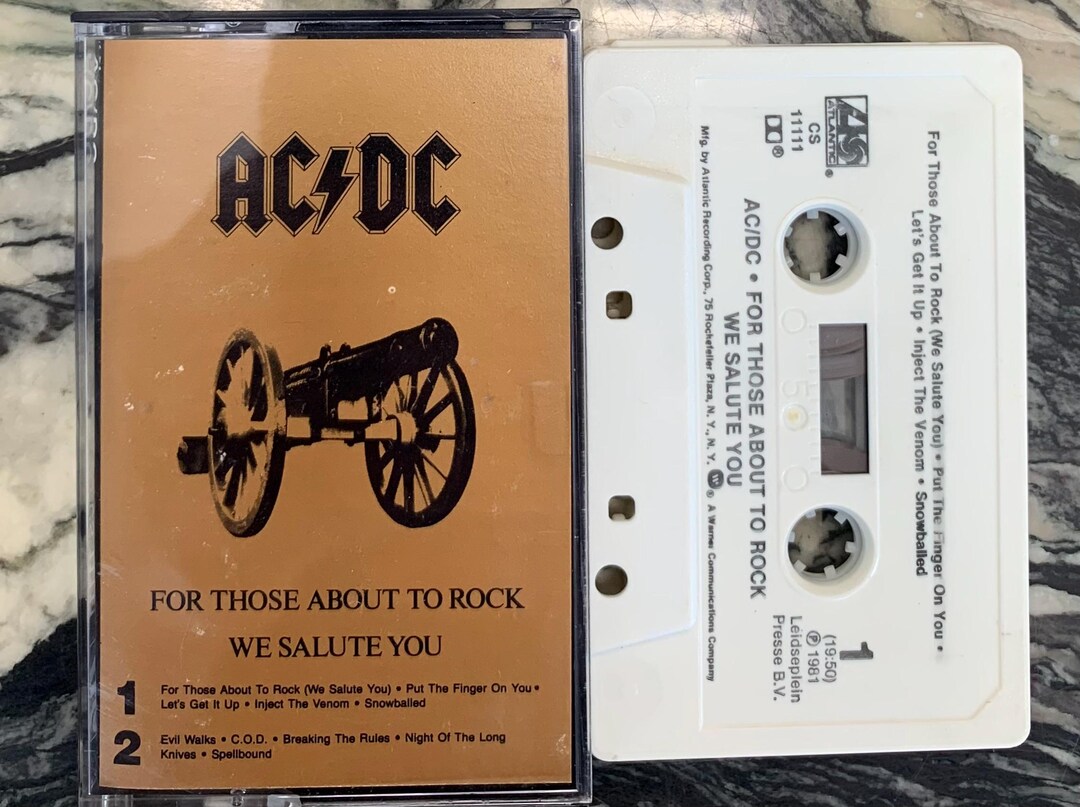 AC/DC
FOR THOSE ABOUT TO ROCK
WE SALUTE YOU
1
For Those About To Rock (We Salute You) • Put The Finger On You •
Let's Get It Up • Inject The Venom • Snowballed
2
Evil Walks • C.O.D. • Breaking The Rules • Night Of The Long
Knives • Spellbound
For Those About To Rock (We Salute You) • Put The Finger On You •
Let's Get It Up • Inject The Venom • Snowballed
ATLANTIC®
CS
11111
®
1
(19:50)
℗ 1981
Leidseplein
Presse B.V.
AC/DC • FOR THOSE ABOUT TO ROCK
WE SALUTE YOU
Mfg. by Atlantic Recording Corp., 75 Rockefeller Plaza, N. Y., N. Y. ® A Warner Communications Company
50